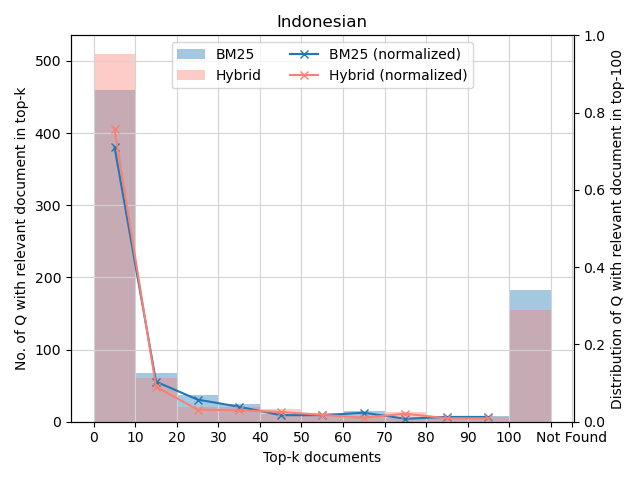 Indonesian
BM25
Hybrid
BM25 (normalized)
Hybrid (normalized)
No. of Q with relevant document in top-k
500
400
300
200
100
0
Distribution of Q with relevant document in top-100
1.0
0.8
0.6
0.4
0.2
0.0
0 10 20 30 40 50 60 70 80 90 100 Not Found
Top-k documents